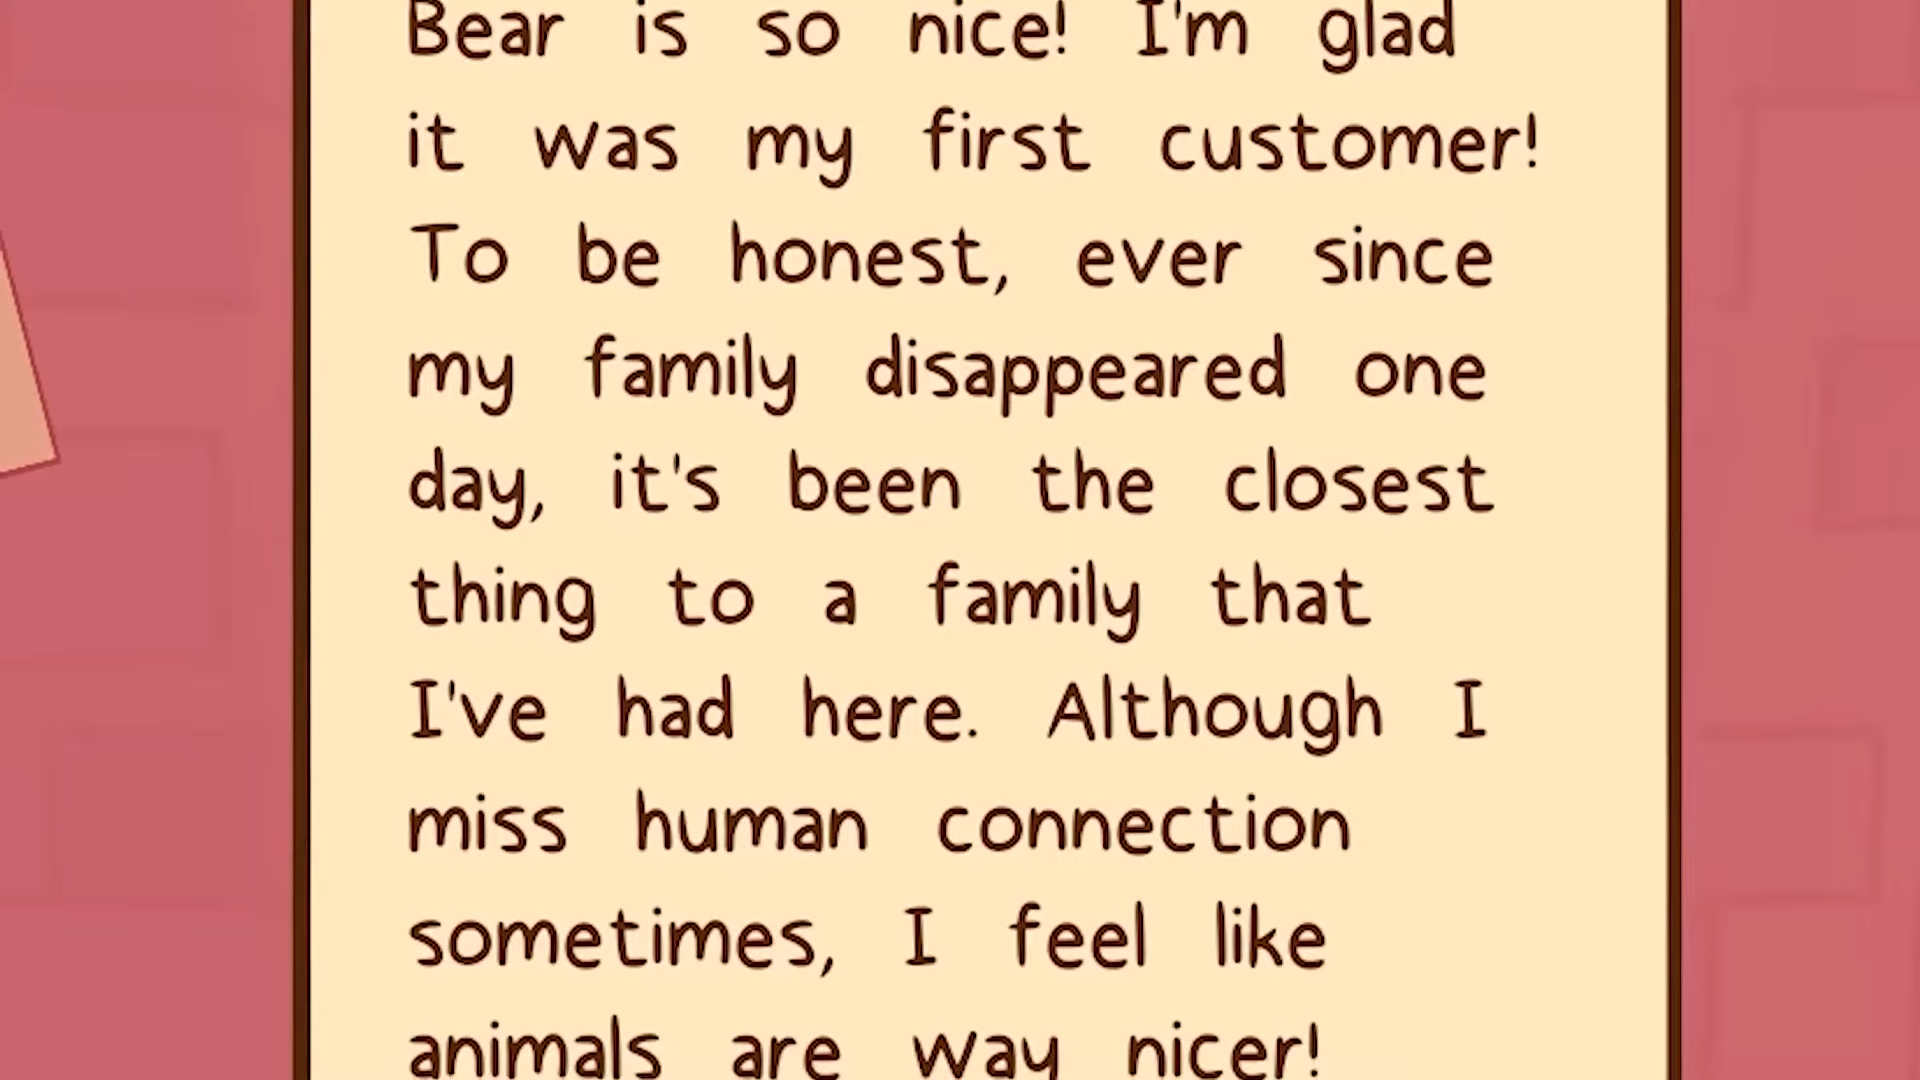 Bear is so nice! I'm glad
it was my first customer!
To be honest, ever since
my family disappeared one
day, it's been the closest
thing to a family that
I've had here. Although I
miss human connection
sometimes, I feel like
animals are way nicer!